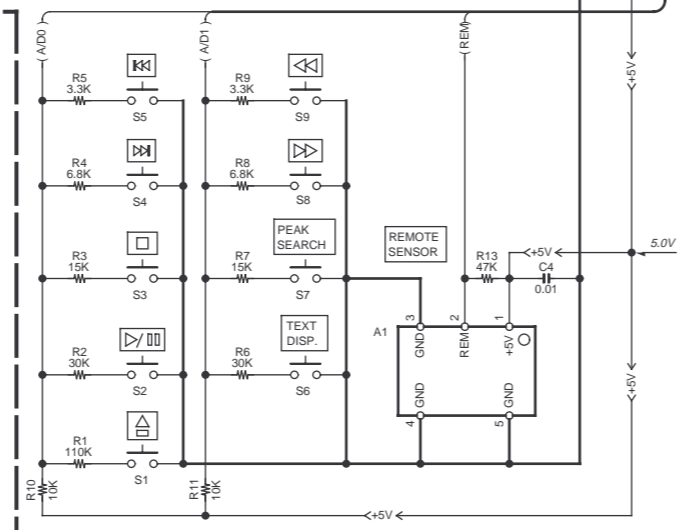 (A/D0)
(A/D1)
(REM)
+5V
R5
3.3K
S5
R9
3.3K
S9
R4
6.8K
S4
R8
6.8K
S8
R3
15K
S3
PEAK
SEARCH
R7
15K
S7
REMOTE
SENSOR
R13
47K
+5V
C4
0.01
5.0V
R2
30K
S2
TEXT
DISP.
R6
30K
S6
A1
3
GND
2
REM
1
+5V
GND
4
GND
5
+5V
R1
110K
S1
R10
10K
R11
10K
+5V